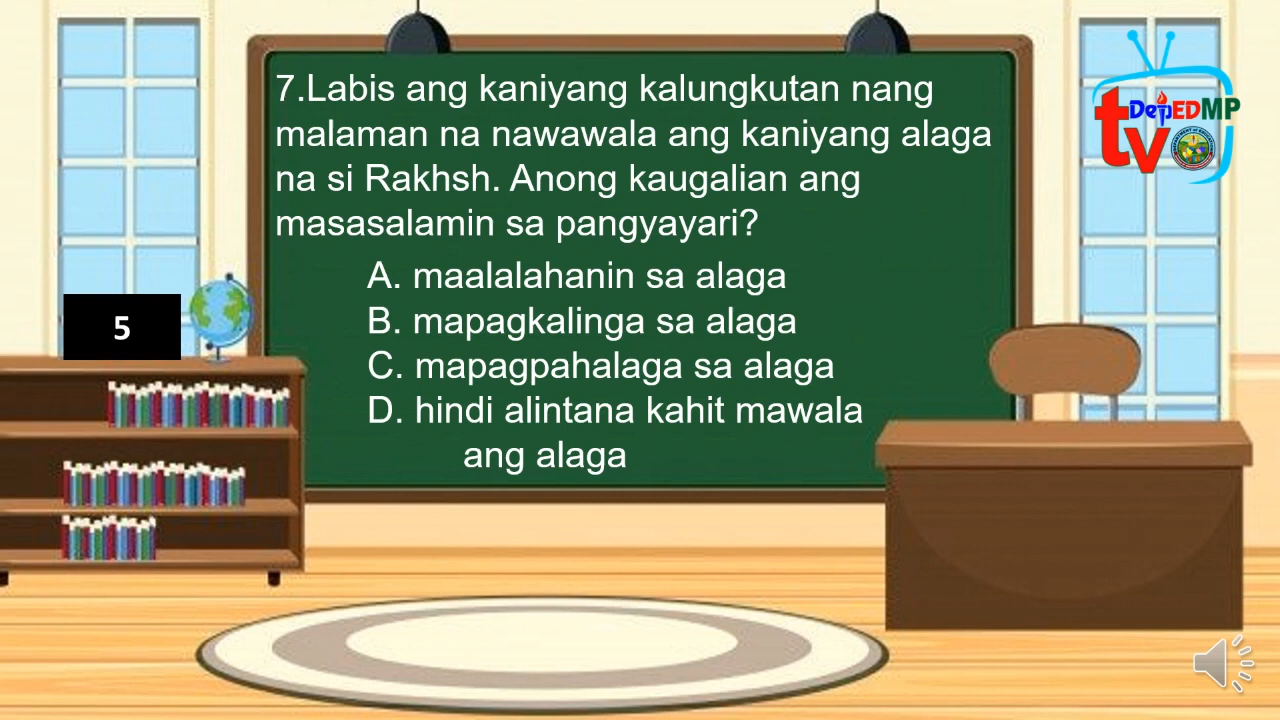 7.Labis ang kaniyang kalungkutan nang
malaman na nawawala ang kaniyang alaga
na si Rakhsh. Anong kaugalian ang
masasalamin sa pangyayari?
A. maalalahanin sa alaga
B. mapagkalinga sa alaga
C. mapagpahalaga sa alaga
D. hindi alintana kahit mawala
ang alaga
5
DepEDMP
tv